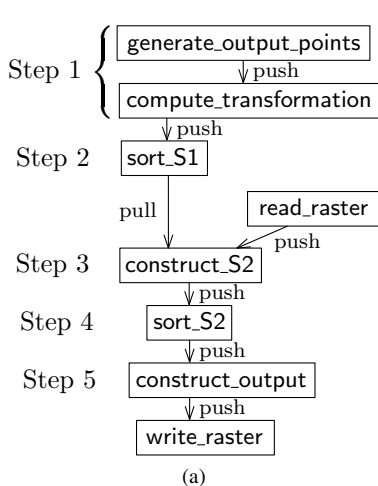 generate_output_points
Step 1
push
compute_transformation
push
Step 2
sort_S1
pull
read_raster
push
Step 3
construct_S2
push
Step 4
sort_S2
push
Step 5
construct_output
push
write_raster
(a)